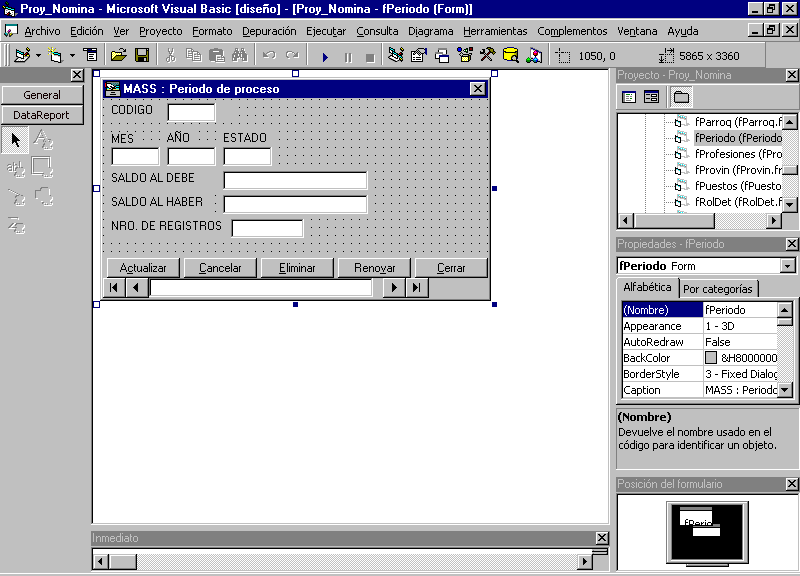 Proy_Nomina - Microsoft Visual Basic [diseño] - [Proy_Nomina - fPeriodo (Form)]
Archivo Edición Ver Proyecto Formato Depuración Ejecutar Consulta Diagrama Herramientas Complementos Ventana Ayuda
1050, 0 5865 x 3360
General
DataReport
MASS : Periodo de proceso
CODIGO
MES AÑO ESTADO
SALDO AL DEBE
SALDO AL HABER
NRO. DE REGISTROS
Actualizar Cancelar Eliminar Renovar Cerrar
Proyecto - Proy_Nomina
fParroq (fParroq.f
fPeriodo (fPeriodo
fProfesiones (fPro
fProvin (fProvin.fr
fPuestos (fPuesto
fRolDet (fRolDet.f
Propiedades - fPeriodo
fPeriodo Form
Alfabética Por categorías
(Nombre) fPeriodo
Appearance 1 - 3D
AutoRedraw False
BackColor &H8000000
BorderStyle 3 - Fixed Dialog
Caption MASS : Periodo
(Nombre)
Devuelve el nombre usado en el
código para identificar un objeto.
Posición del formulario
fPerio
Inmediato